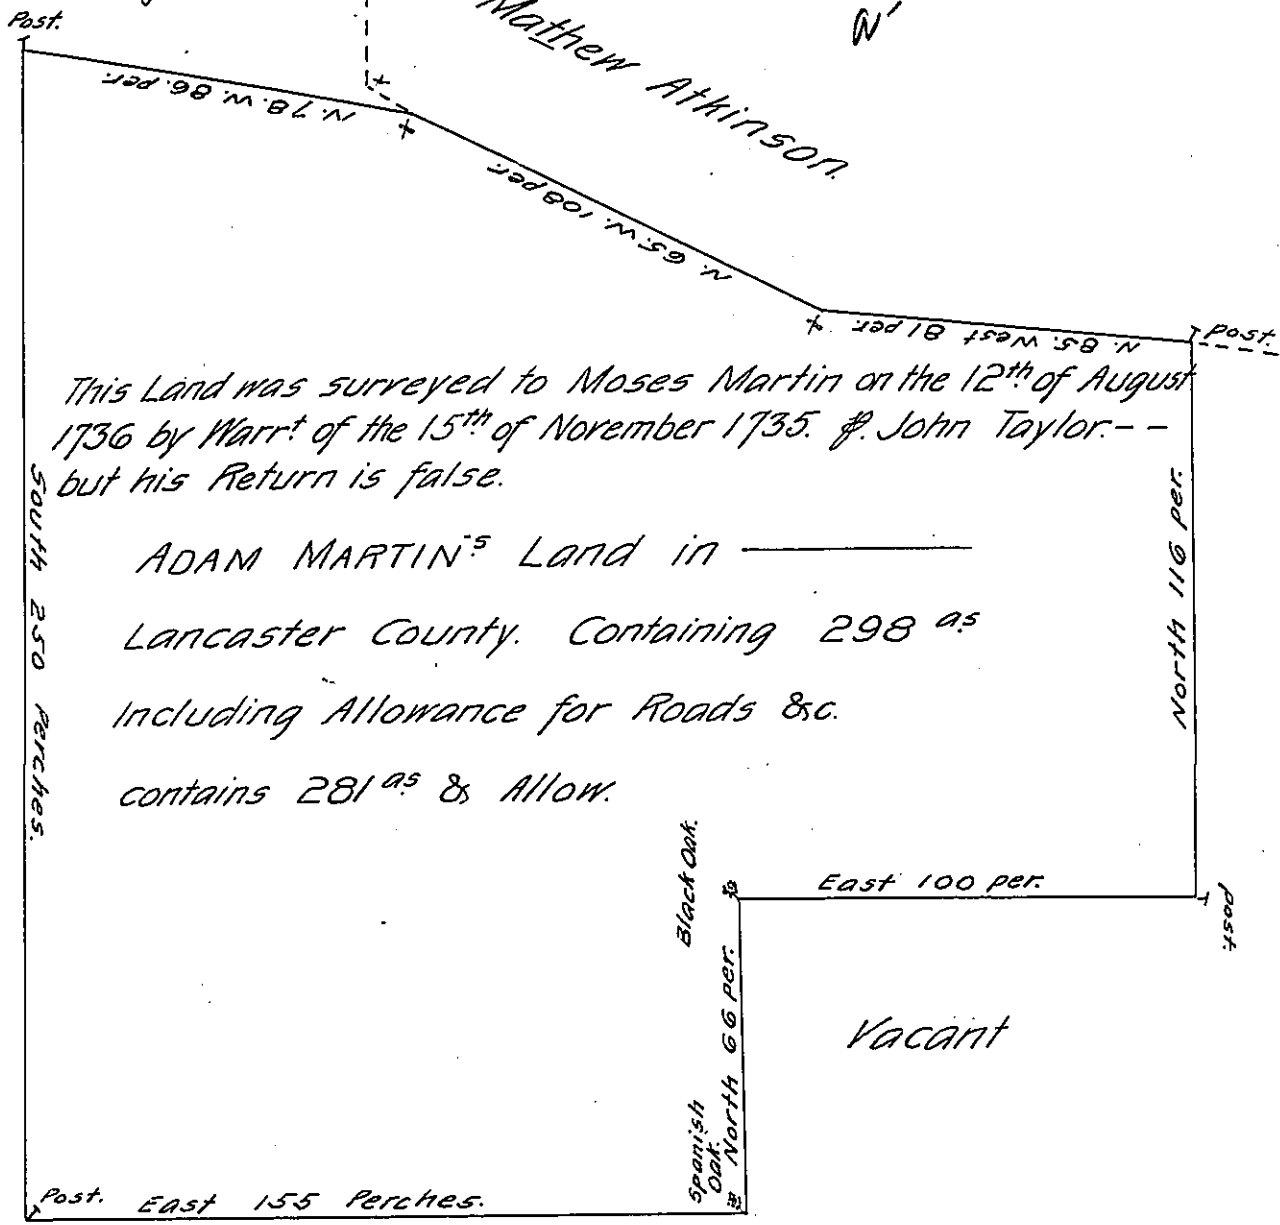 Post.
Mathew Atkinson.
N. 78. W. 86. per.
N. 65. W. 108 per.
N. 85. West 81 per.
Post.
This Land was surveyed to Moses Martin on the 12th of August
1736 by Warrt of the 15th of November 1735. ⅌. John Taylor.--
but his Return is false.
ADAM MARTIN'S Land in
Lancaster County. Containing 298 as
Including Allowance for Roads &c.
contains 281 as & Allow.
South 250 Perches.
North 116 per.
Black Oak.
East 100 per.
Post.
North 66 per.
Vacant
Spanish
Oak.
Post.
East 155 Perches.